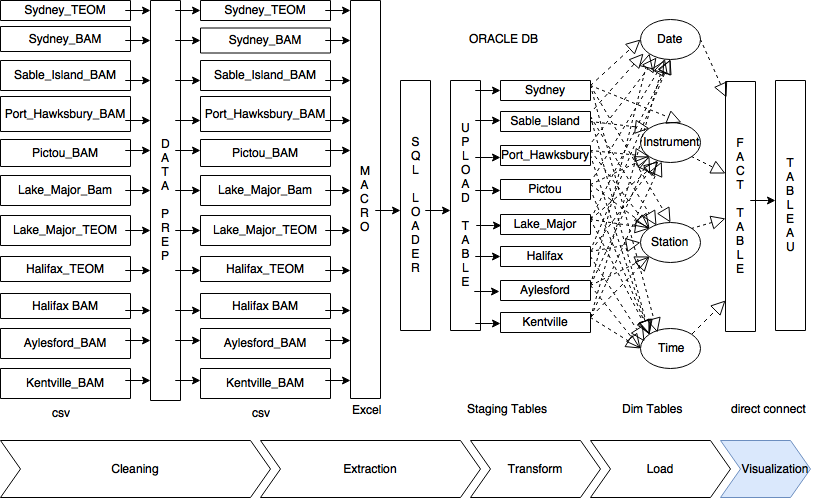 Sydney_TEOM
Sydney_BAM
Sable_Island_BAM
Port_Hawksbury_BAM
Pictou_BAM
Lake_Major_Bam
Lake_Major_TEOM
Halifax_TEOM
Halifax BAM
Aylesford_BAM
Kentville_BAM
csv
DATA PREP
Sydney_TEOM
Sydney_BAM
Sable_Island_BAM
Port_Hawksbury_BAM
Pictou_BAM
Lake_Major_Bam
Lake_Major_TEOM
Halifax_TEOM
Halifax BAM
Aylesford_BAM
Kentville_BAM
csv
MACRO
Excel
ORACLE DB
SQL LOADER
UPLOAD TABLE
Sydney
Sable_Island
Port_Hawksbury
Pictou
Lake_Major
Halifax
Aylesford
Kentville
Staging Tables
Date
Instrument
Station
Time
Dim Tables
FACT TABLE
TABLEAU
direct connect
Cleaning
Extraction
Transform
Load
Visualization